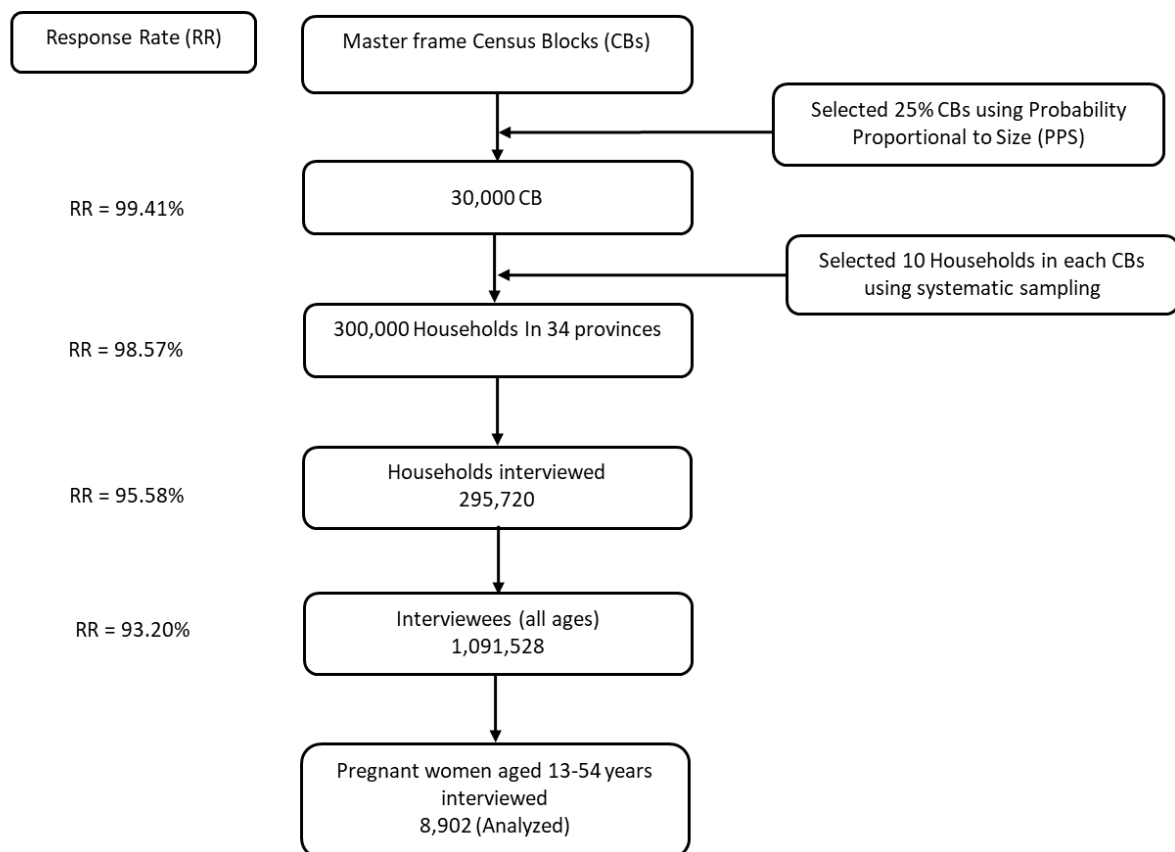 Response Rate (RR)
Master frame Census Blocks (CBs)
Selected 25% CBs using Probability
Proportional to Size (PPS)
30,000 CB
RR = 99.41%
Selected 10 Households in each CBs
using systematic sampling
300,000 Households In 34 provinces
RR = 98.57%
Households interviewed
295,720
RR = 95.58%
Interviewees (all ages)
1,091,528
RR = 93.20%
Pregnant women aged 13-54 years
interviewed
8,902 (Analyzed)